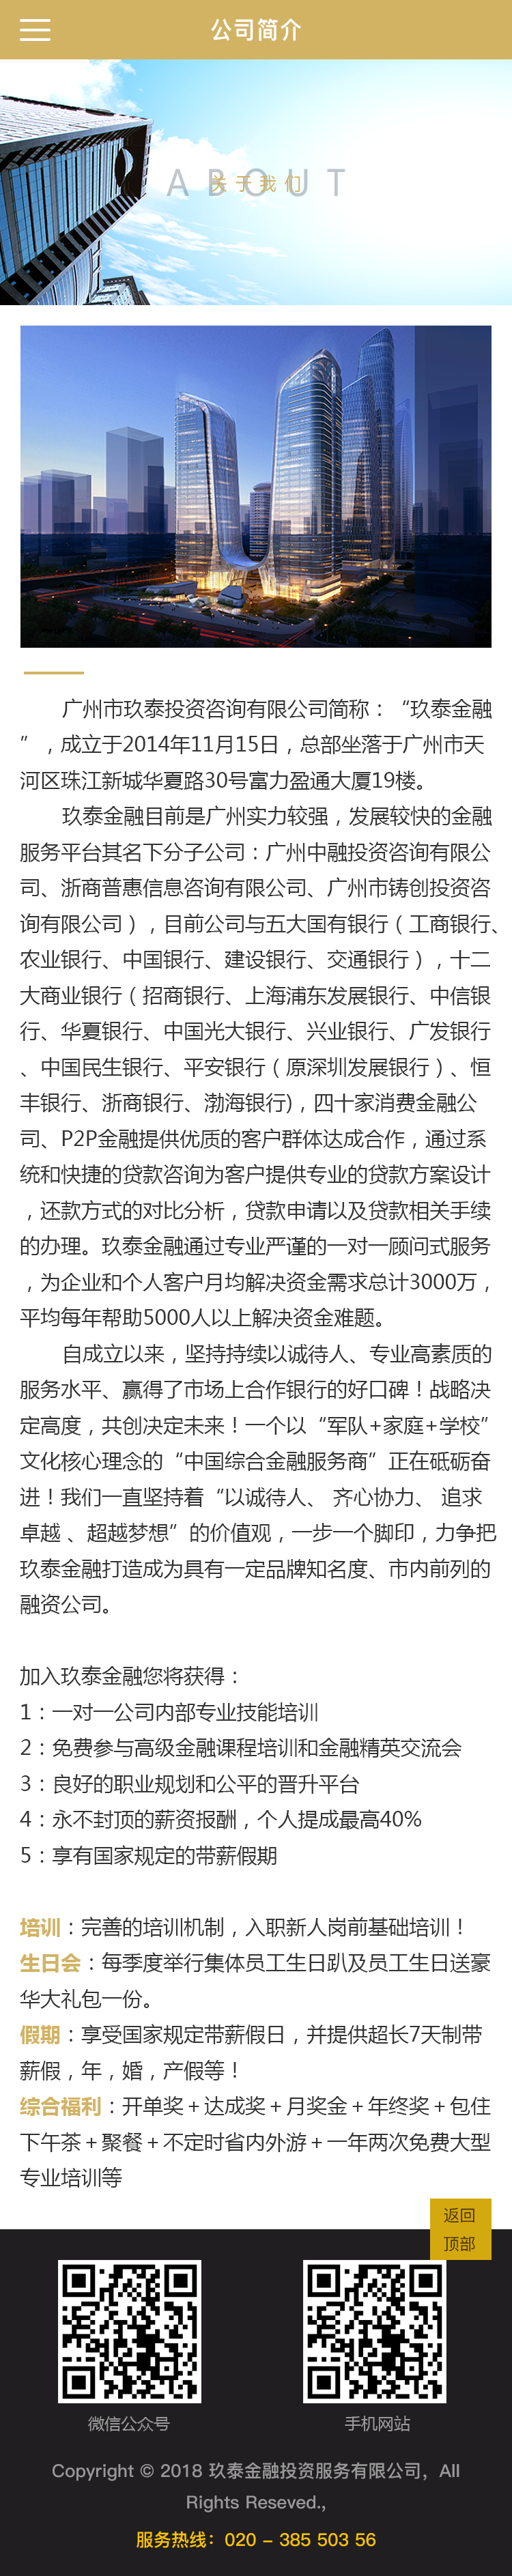 公司简介
ABOUT
关于我们
广州市玖泰投资咨询有限公司简称：“玖泰金融
”，成立于2014年11月15日，总部坐落于广州市天
河区珠江新城华夏路30号富力盈通大厦19楼。
玖泰金融目前是广州实力较强，发展较快的金融
服务平台其名下分子公司：广州中融投资咨询有限公
司、浙商普惠信息咨询有限公司、广州市铸创投资咨
询有限公司），目前公司与五大国有银行（工商银行、
农业银行、中国银行、建设银行、交通银行），十二
大商业银行（招商银行、上海浦东发展银行、中信银
行、华夏银行、中国光大银行、兴业银行、广发银行
、中国民生银行、平安银行（原深圳发展银行）、恒
丰银行、浙商银行、渤海银行)，四十家消费金融公
司、P2P金融提供优质的客户群体达成合作，通过系
统和快捷的贷款咨询为客户提供专业的贷款方案设计
，还款方式的对比分析，贷款申请以及贷款相关手续
的办理。玖泰金融通过专业严谨的一对一顾问式服务
，为企业和个人客户月均解决资金需求总计3000万，
平均每年帮助5000人以上解决资金难题。
自成立以来，坚持持续以诚待人、专业高素质的
服务水平、赢得了市场上合作银行的好口碑！战略决
定高度，共创决定未来！一个以“军队+家庭+学校”
文化核心理念的“中国综合金融服务商”正在砥砺奋
进！我们一直坚持着“以诚待人、 齐心协力、 追求
卓越 、超越梦想”的价值观，一步一个脚印，力争把
玖泰金融打造成为具有一定品牌知名度、市内前列的
融资公司。
加入玖泰金融您将获得：
1：一对一公司内部专业技能培训
2：免费参与高级金融课程培训和金融精英交流会
3：良好的职业规划和公平的晋升平台
4：永不封顶的薪资报酬，个人提成最高40%
5：享有国家规定的带薪假期
培训：完善的培训机制，入职新人岗前基础培训！
生日会：每季度举行集体员工生日趴及员工生日送豪
华大礼包一份。
假期：享受国家规定带薪假日，并提供超长7天制带
薪假，年，婚，产假等！
综合福利：开单奖＋达成奖＋月奖金＋年终奖＋包住
下午茶＋聚餐＋不定时省内外游＋一年两次免费大型
专业培训等
返回
顶部
微信公众号
手机网站
Copyright © 2018 玖泰金融投资服务有限公司，All
Rights Reseved.,
服务热线：020 - 385 503 56